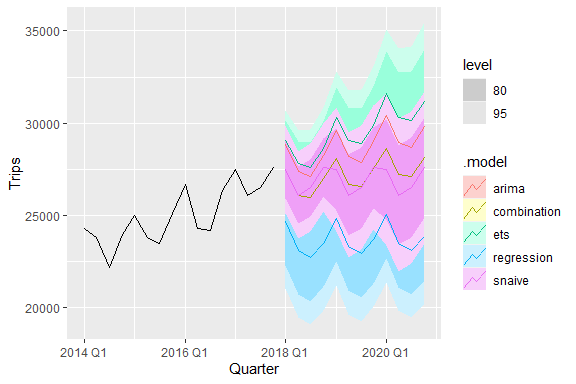 35000
30000
25000
20000
Trips
2014 Q1
2016 Q1
2018 Q1
2020 Q1
Quarter
level
80
95
.model
arima
combination
ets
regression
snaive